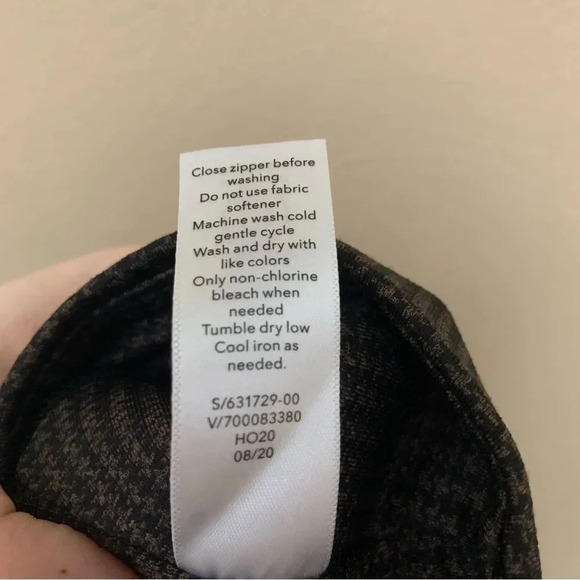 Close zipper before
washing
Do not use fabric
softener
Machine wash cold
gentle cycle
Wash and dry with
like colors
Only non-chlorine
bleach when
needed
Tumble dry low
Cool iron as
needed.
S/631729-00
V/700083380
HO20
08/20